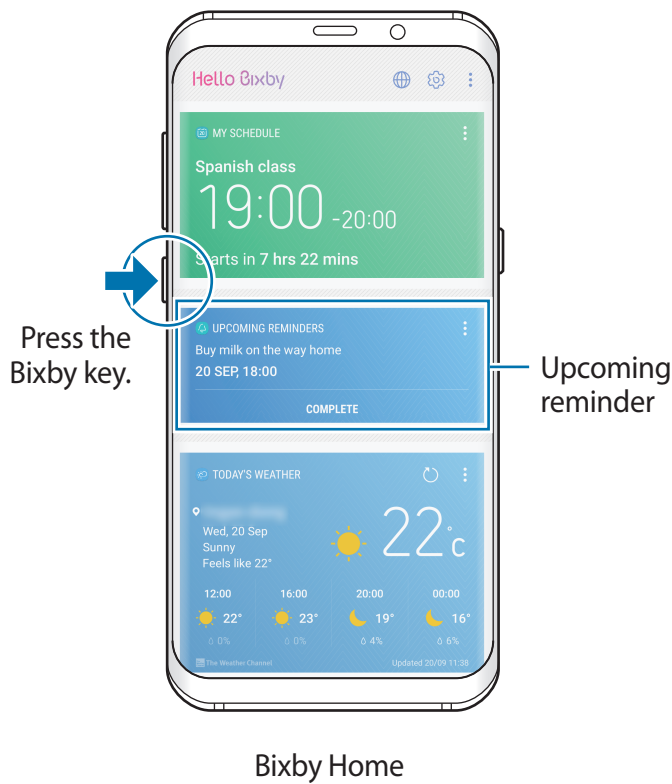 Hello Bixby
MY SCHEDULE
Spanish class
19:00 -20:00
Starts in 7 hrs 22 mins
Press the
Bixby key.
UPCOMING REMINDERS
Buy milk on the way home
20 SEP, 18:00
COMPLETE
Upcoming
reminder
TODAY'S WEATHER
Wed, 20 Sep
Sunny
Feels like 22°
22°c
12:00 16:00 20:00 00:00
22° 23° 19° 16°
0% 0% 4% 6%
The Weather Channel Updated 20/09 11:38
Bixby Home